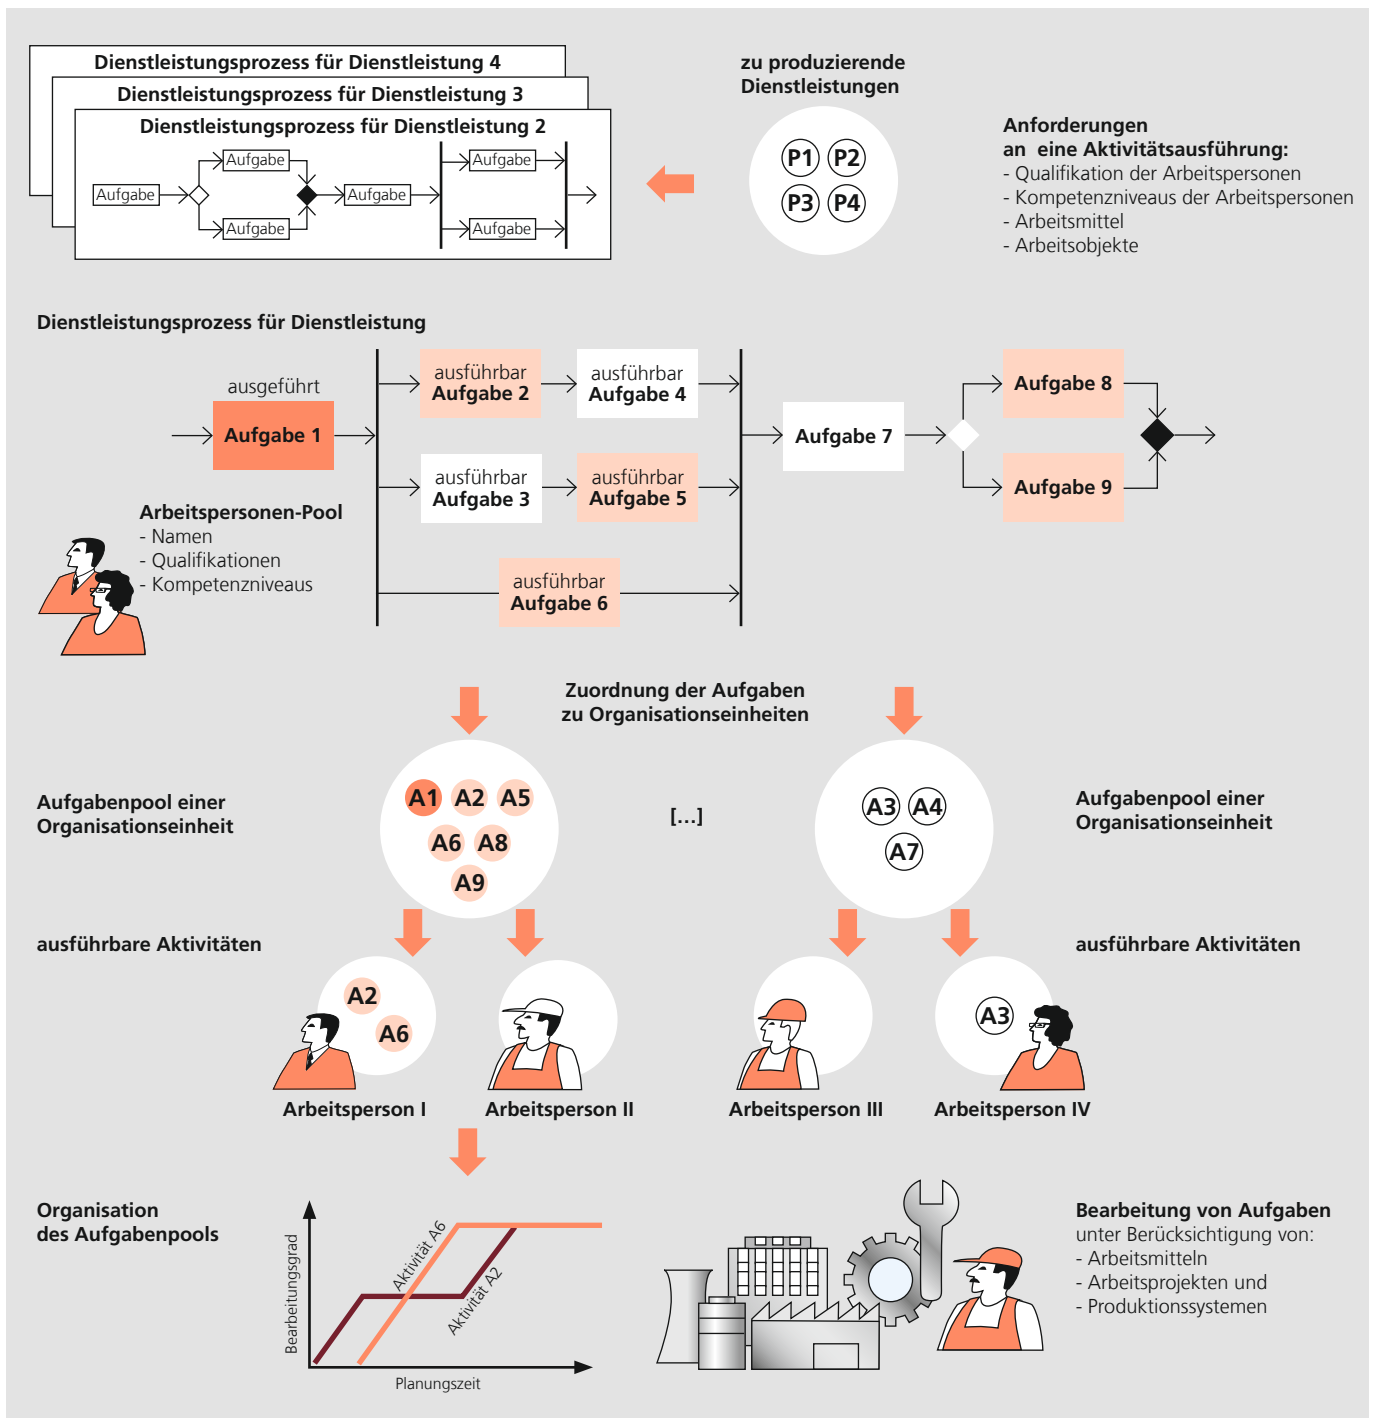 Dienstleistungsprozess für Dienstleistung 4
Dienstleistungsprozess für Dienstleistung 3
Dienstleistungsprozess für Dienstleistung 2
Aufgabe
Aufgabe
Aufgabe
Aufgabe
Aufgabe
Aufgabe
zu produzierende
Dienstleistungen
P1 P2
P3 P4
Anforderungen
an eine Aktivitätsausführung:
- Qualifikation der Arbeitspersonen
- Kompetenzniveaus der Arbeitspersonen
- Arbeitsmittel
- Arbeitsobjekte
Dienstleistungsprozess für Dienstleistung
ausgeführt
Aufgabe 1
ausführbar
Aufgabe 2
ausführbar
Aufgabe 4
ausführbar
Aufgabe 3
ausführbar
Aufgabe 5
ausführbar
Aufgabe 6
Aufgabe 7
Aufgabe 8
Aufgabe 9
Arbeitspersonen-Pool
- Namen
- Qualifikationen
- Kompetenzniveaus
Zuordnung der Aufgaben
zu Organisationseinheiten
Aufgabenpool einer
Organisationseinheit
A1 A2 A5
A6 A8
A9
[...]
A3 A4
A7
Aufgabenpool einer
Organisationseinheit
ausführbare Aktivitäten
ausführbare Aktivitäten
A2
A6
A3
Arbeitsperson I
Arbeitsperson II
Arbeitsperson III
Arbeitsperson IV
Organisation
des Aufgabenpools
Bearbeitungsgrad
Aktivität A6
Aktivität A2
Planungszeit
Bearbeitung von Aufgaben
unter Berücksichtigung von:
- Arbeitsmitteln
- Arbeitsprojekten und
- Produktionssystemen